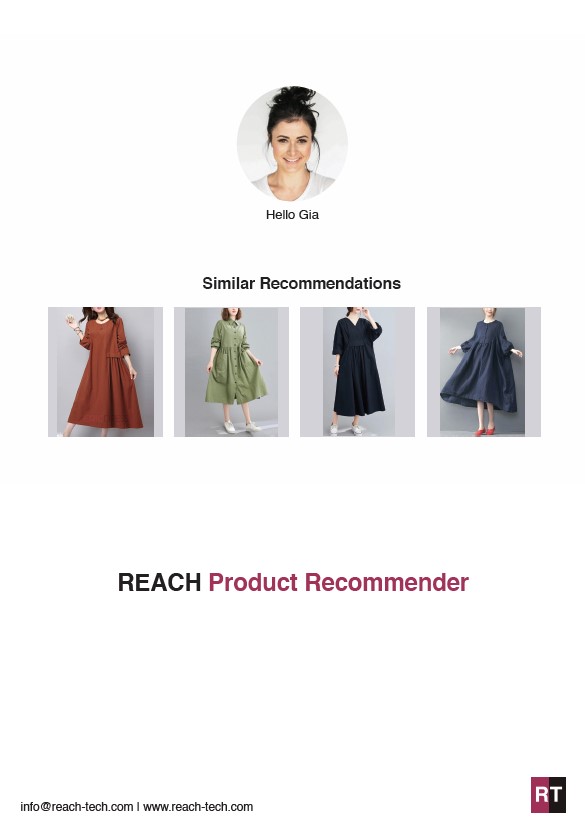 Hello Gia
Similar Recommendations
REACH Product Recommender
info@reach-tech.com | www.reach-tech.com
RT